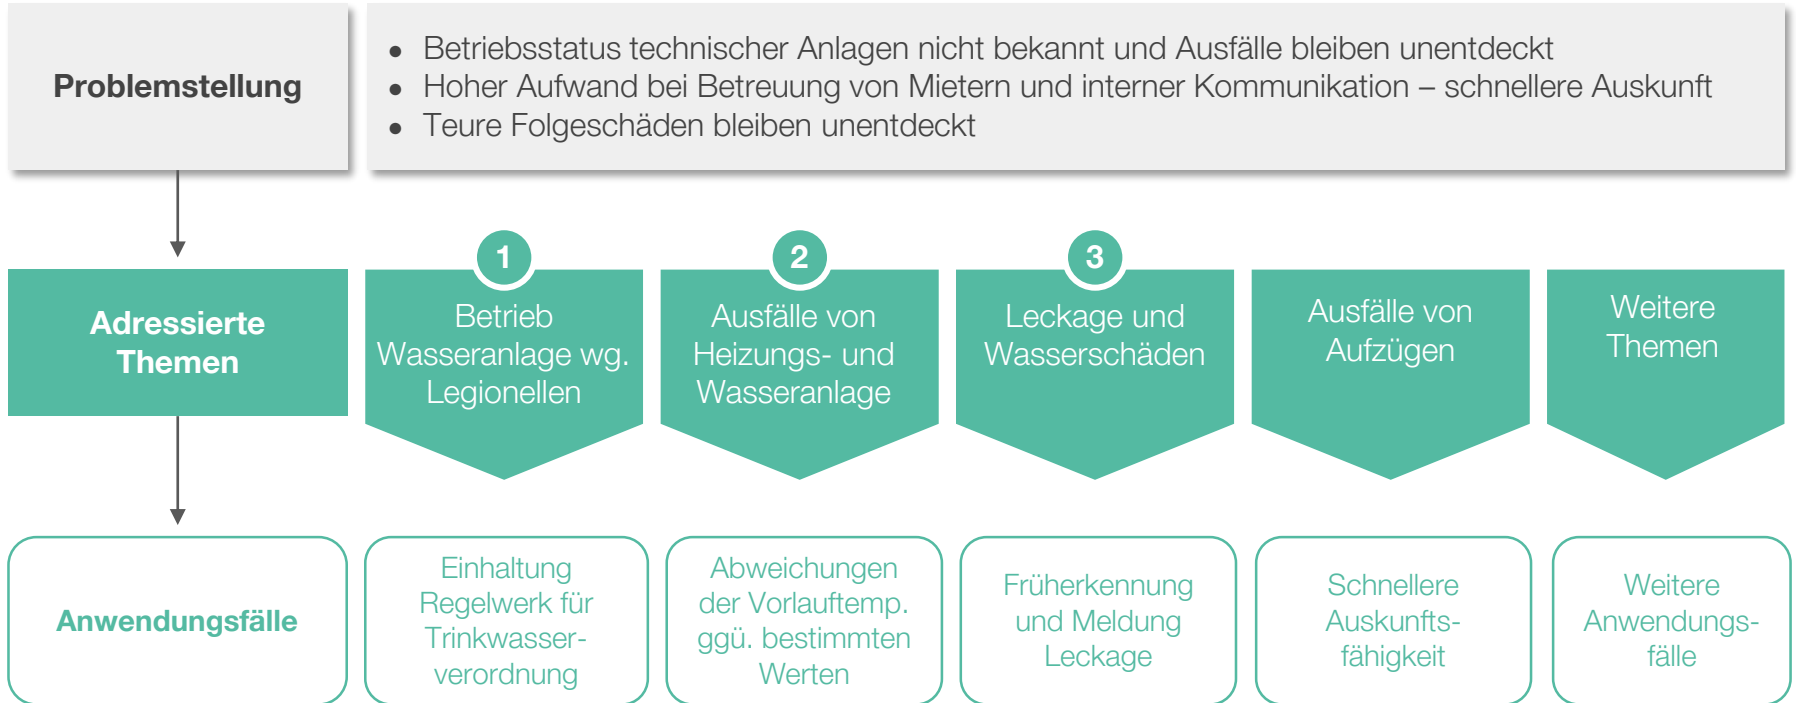 Problemstellung
• Betriebsstatus technischer Anlagen nicht bekannt und Ausfälle bleiben unentdeckt
• Hoher Aufwand bei Betreuung von Mietern und interner Kommunikation – schnellere Auskunft
• Teure Folgeschäden bleiben unentdeckt
Adressierte
Themen
1
Betrieb
Wasseranlage wg.
Legionellen
2
Ausfälle von
Heizungs- und
Wasseranlage
3
Leckage und
Wasserschäden
Ausfälle von
Aufzügen
Weitere
Themen
Anwendungsfälle
Einhaltung
Regelwerk für
Trinkwasser-
verordnung
Abweichungen
der Vorlauftemp.
ggü. bestimmten
Werten
Früherkennung
und Meldung
Leckage
Schnellere
Auskunfts-
fähigkeit
Weitere
Anwendungs-
fälle